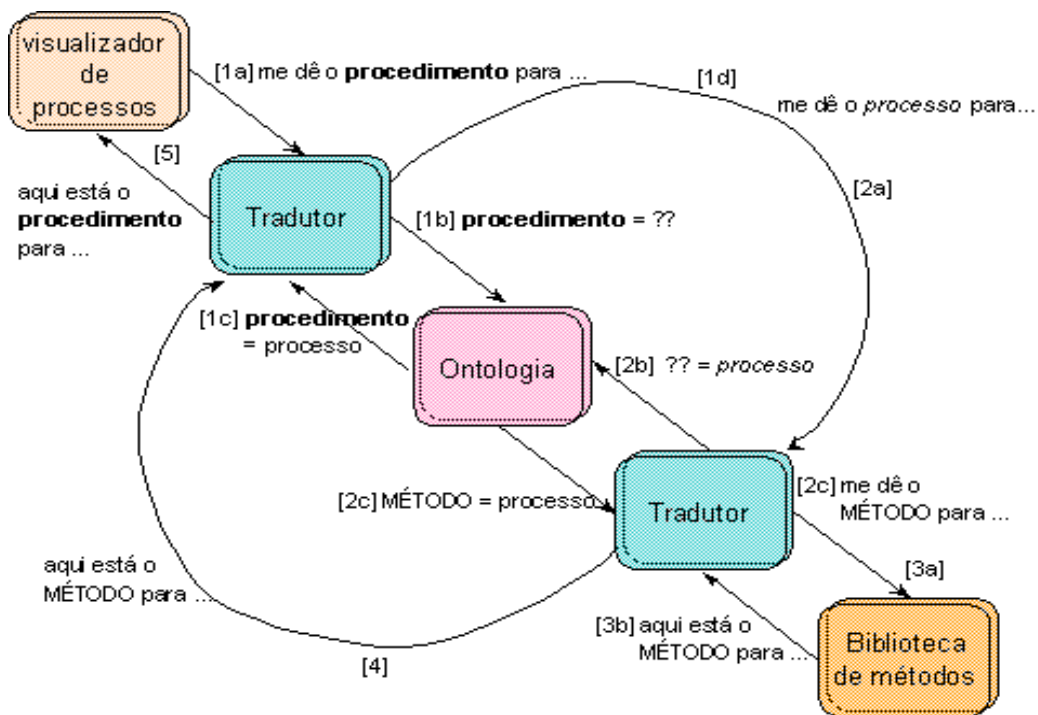 visualizador
de
processos
[1a] me dê o procedimento para ...
[1d]
me dê o processo para...
[5]
aqui está o
procedimento
para ...
Tradutor
[2a]
[1b] procedimento = ??
[1c] procedimento
= processo
Ontologia
[2b] ?? = processo
[2c] MÉTODO = processo
Tradutor
[2c] me dê o
MÉTODO para ...
aqui está o
MÉTODO para ...
[3a]
[3b] aqui está o
MÉTODO para ...
[4]
Biblioteca
de métodos